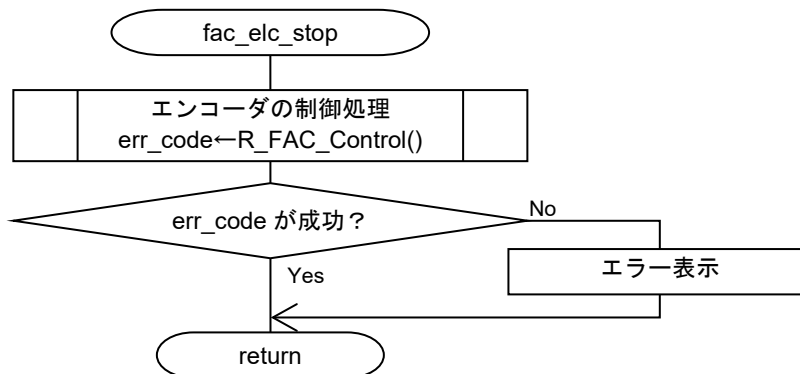 fac_elc_stop
エンコーダの制御処理
err_code←R_FAC_Control()
err_code が成功？
No
エラー表示
Yes
return